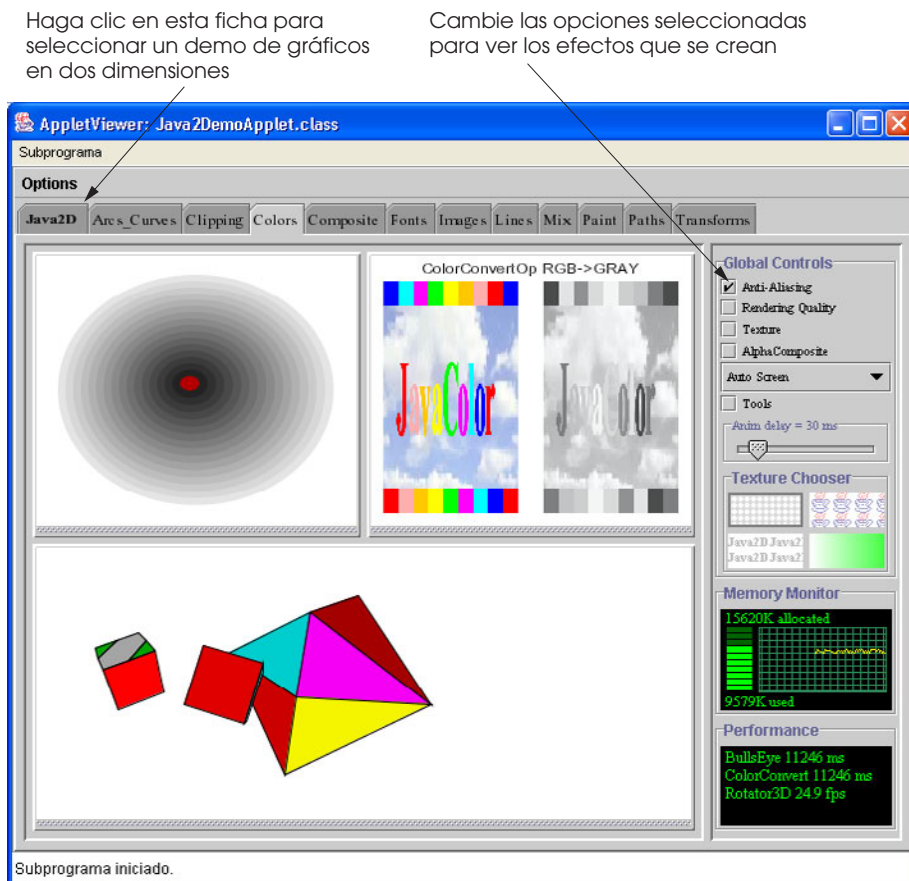 Haga clic en esta ficha para
seleccionar un demo de gráficos
en dos dimensiones
Cambie las opciones seleccionadas
para ver los efectos que se crean
AppletViewer: Java2DemoApplet.class
Subprograma
Options
Java2D Arcs_Curves Clipping Colors Composite Fonts Images Lines Mix Paint Paths Transforms
ColorConvertOp RGB->GRAY
JavaColor
JavaColor
Global Controls
Anti-Aliasing
Rendering Quality
Texture
AlphaComposite
Auto Screen
Tools
Anim delay = 30 ms
Texture Chooser
Java2D Java2
Java2D Java2
Memory Monitor
15620K allocated
9579K used
Performance
BullsEye 11246 ms
ColorConvert 11246 ms
Rotator3D 24.9 fps
Subprograma iniciado.